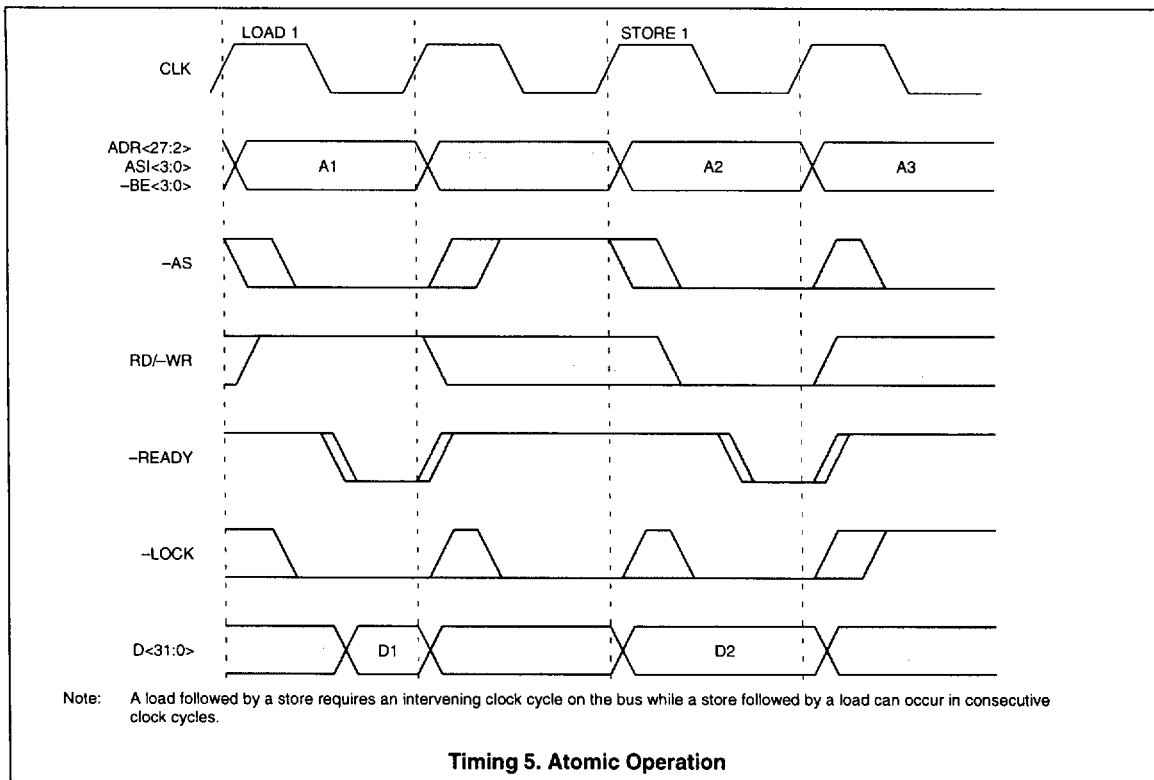 LOAD 1
STORE 1
CLK
ADR<27:2>
ASI<3:0>
–BE<3:0>
A1
A2
A3
–AS
RD/–WR
–READY
–LOCK
D<31:0>
D1
D2
Note: A load followed by a store requires an intervening clock cycle on the bus while a store followed by a load can occur in consecutive
clock cycles.
Timing 5. Atomic Operation